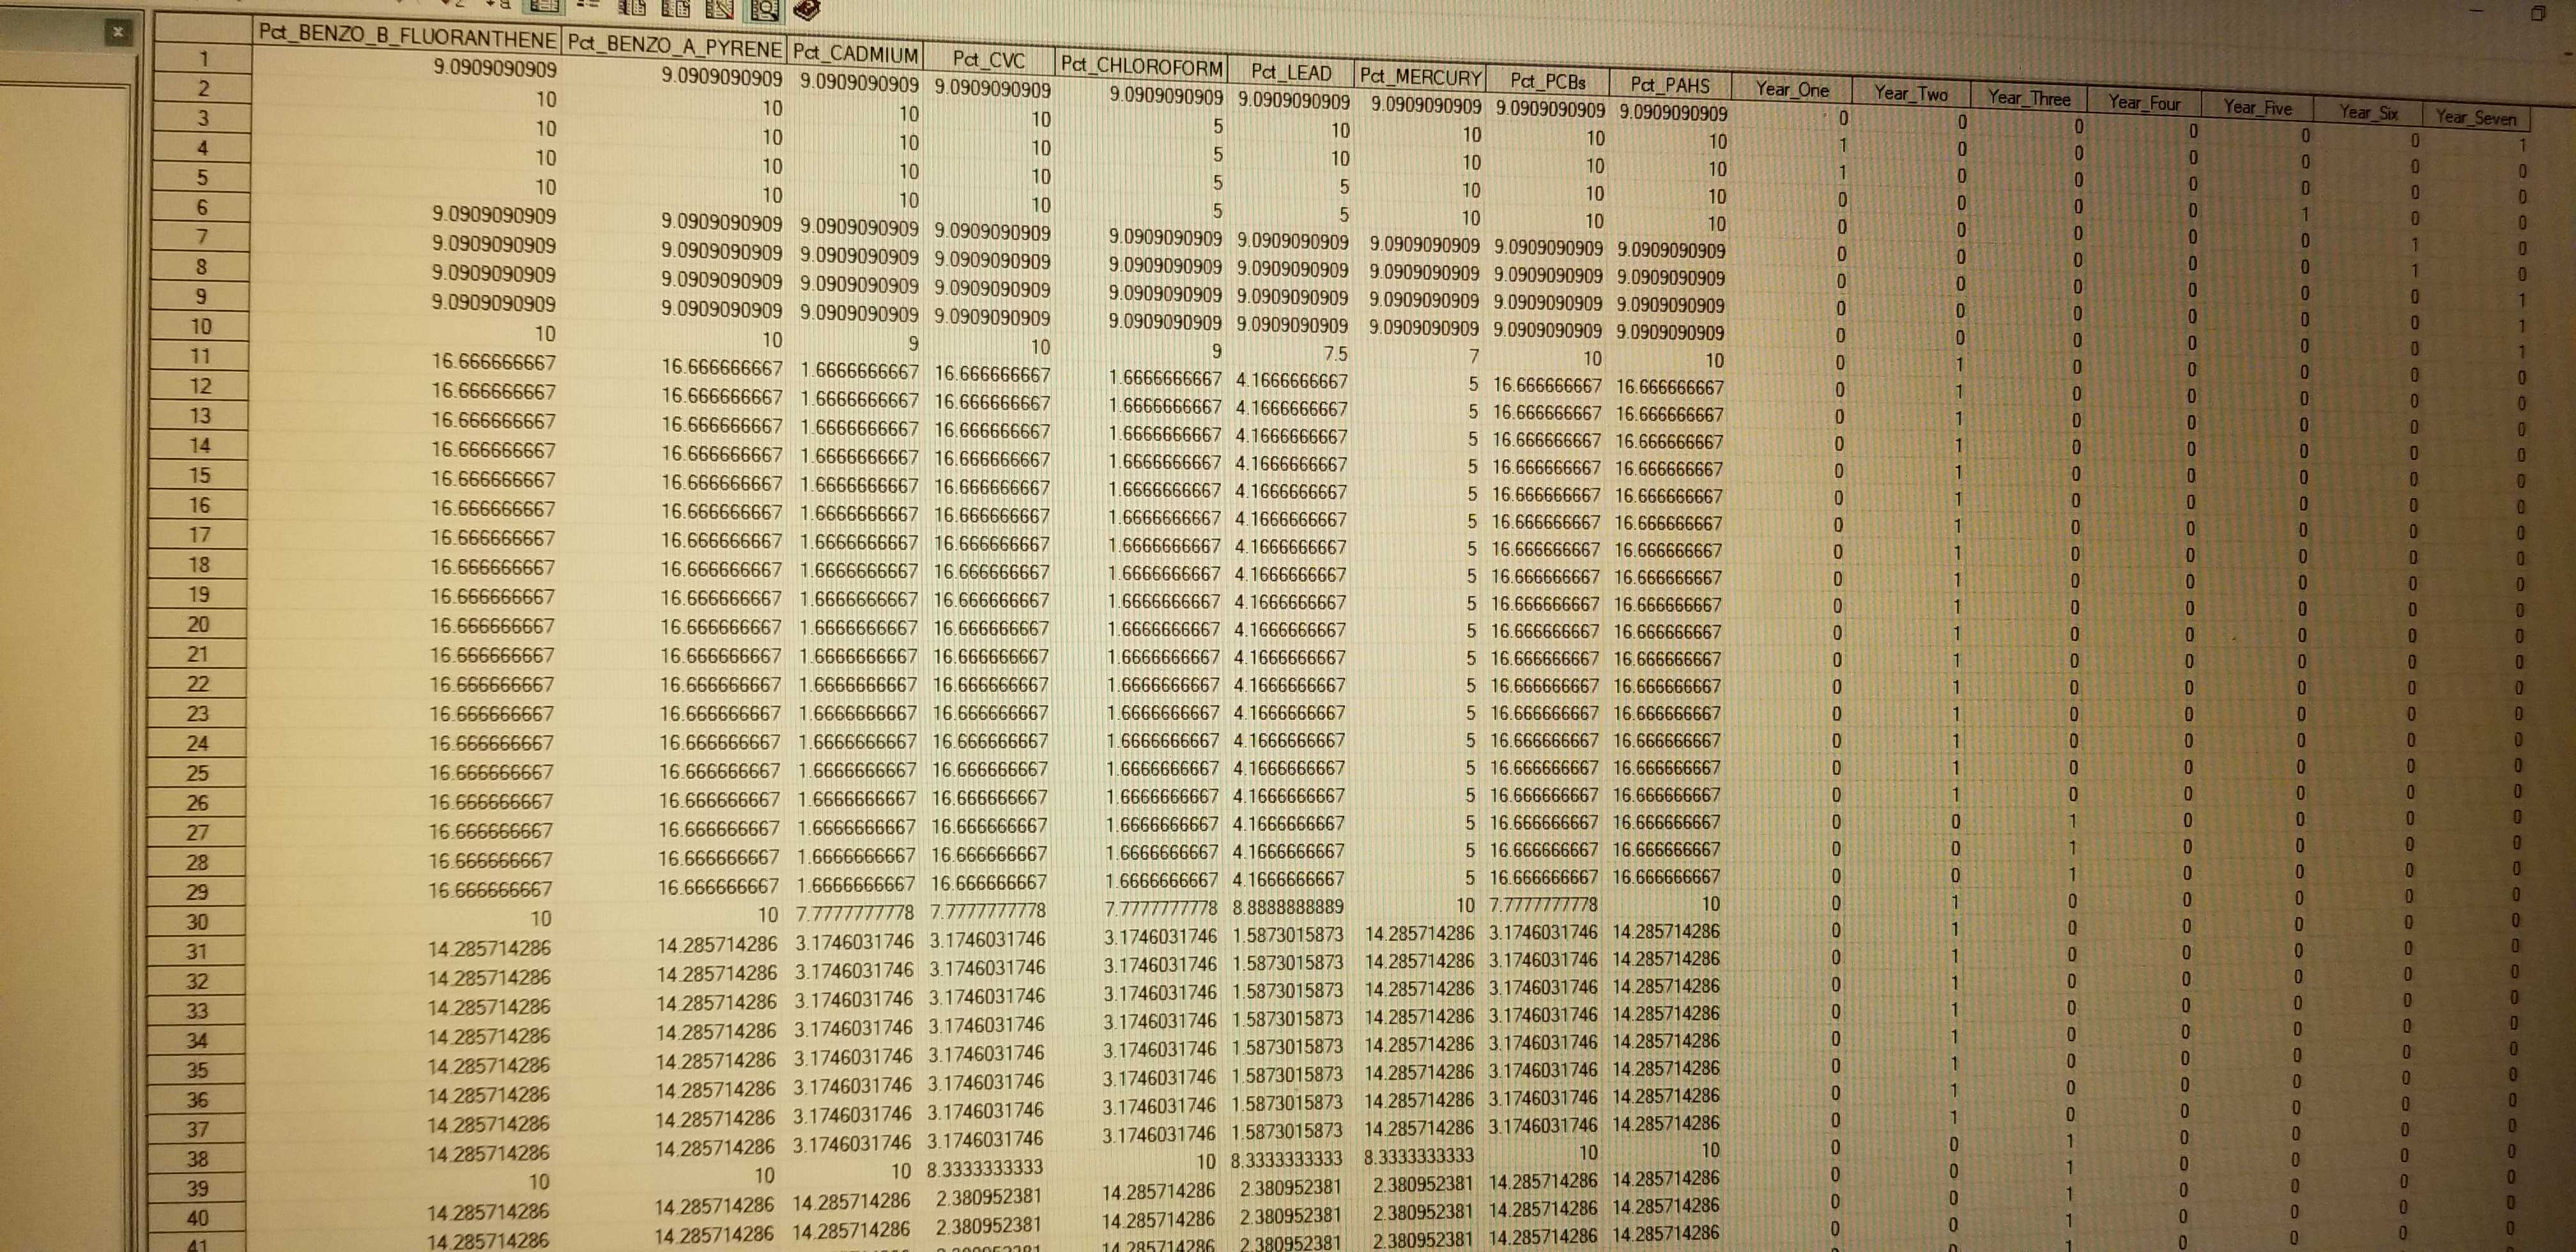 Pct_BENZO_B_FLUORANTHENE Pct_BENZO_A_PYRENE Pct_CADMIUM Pct_CVC Pct_CHLOROFORM Pct_LEAD Pct_MERCURY Pct_PCBs Pct_PAHS Year_One Year_Two Year_Three Year_Four Year_Five Year_Six Year_Seven
1 9.0909090909 9.0909090909 9.0909090909 9.0909090909 9.0909090909 9.0909090909 9.0909090909 9.0909090909 9.0909090909 0 0 0 0 0 0 1
2 10 10 10 10 5 10 10 10 10 1 0 0 0 0 0 0
3 10 10 10 10 5 10 10 10 10 1 0 0 0 0 0 0
4 10 10 10 10 5 5 10 10 10 0 0 0 0 1 0 0
5 10 10 10 10 5 5 10 10 10 0 0 0 0 0 1 0
6 9.0909090909 9.0909090909 9.0909090909 9.0909090909 9.0909090909 9.0909090909 9.0909090909 9.0909090909 9.0909090909 0 0 0 0 0 1 0
7 9.0909090909 9.0909090909 9.0909090909 9.0909090909 9.0909090909 9.0909090909 9.0909090909 9.0909090909 9.0909090909 0 0 0 0 0 0 1
8 9.0909090909 9.0909090909 9.0909090909 9.0909090909 9.0909090909 9.0909090909 9.0909090909 9.0909090909 9.0909090909 0 0 0 0 0 0 1
9 9.0909090909 9.0909090909 9.0909090909 9.0909090909 9.0909090909 9.0909090909 9.0909090909 9.0909090909 9.0909090909 0 0 0 0 0 0 1
10 10 10 9 10 9 7.5 7 10 10 0 1 0 0 0 0 0
11 16.666666667 16.666666667 1.6666666667 16.666666667 1.6666666667 4.1666666667 5 16.666666667 16.666666667 0 1 0 0 0 0 0
12 16.666666667 16.666666667 1.6666666667 16.666666667 1.6666666667 4.1666666667 5 16.666666667 16.666666667 0 1 0 0 0 0 0
13 16.666666667 16.666666667 1.6666666667 16.666666667 1.6666666667 4.1666666667 5 16.666666667 16.666666667 0 1 0 0 0 0 0
14 16.666666667 16.666666667 1.6666666667 16.666666667 1.6666666667 4.1666666667 5 16.666666667 16.666666667 0 1 0 0 0 0 0
15 16.666666667 16.666666667 1.6666666667 16.666666667 1.6666666667 4.1666666667 5 16.666666667 16.666666667 0 1 0 0 0 0 0
16 16.666666667 16.666666667 1.6666666667 16.666666667 1.6666666667 4.1666666667 5 16.666666667 16.666666667 0 1 0 0 0 0 0
17 16.666666667 16.666666667 1.6666666667 16.666666667 1.6666666667 4.1666666667 5 16.666666667 16.666666667 0 1 0 0 0 0 0
18 16.666666667 16.666666667 1.6666666667 16.666666667 1.6666666667 4.1666666667 5 16.666666667 16.666666667 0 1 0 0 0 0 0
19 16.666666667 16.666666667 1.6666666667 16.666666667 1.6666666667 4.1666666667 5 16.666666667 16.666666667 0 1 0 0 0 0 0
20 16.666666667 16.666666667 1.6666666667 16.666666667 1.6666666667 4.1666666667 5 16.666666667 16.666666667 0 1 0 0 0 0 0
21 16.666666667 16.666666667 1.6666666667 16.666666667 1.6666666667 4.1666666667 5 16.666666667 16.666666667 0 1 0 0 0 0 0
22 16.666666667 16.666666667 1.6666666667 16.666666667 1.6666666667 4.1666666667 5 16.666666667 16.666666667 0 1 0 0 0 0 0
23 16.666666667 16.666666667 1.6666666667 16.666666667 1.6666666667 4.1666666667 5 16.666666667 16.666666667 0 1 0 0 0 0 0
24 16.666666667 16.666666667 1.6666666667 16.666666667 1.6666666667 4.1666666667 5 16.666666667 16.666666667 0 1 0 0 0 0 0
25 16.666666667 16.666666667 1.6666666667 16.666666667 1.6666666667 4.1666666667 5 16.666666667 16.666666667 0 1 0 0 0 0 0
26 16.666666667 16.666666667 1.6666666667 16.666666667 1.6666666667 4.1666666667 5 16.666666667 16.666666667 0 1 0 0 0 0 0
27 16.666666667 16.666666667 1.6666666667 16.666666667 1.6666666667 4.1666666667 5 16.666666667 16.666666667 0 0 1 0 0 0 0
28 16.666666667 16.666666667 1.6666666667 16.666666667 1.6666666667 4.1666666667 5 16.666666667 16.666666667 0 0 1 0 0 0 0
29 16.666666667 16.666666667 1.6666666667 16.666666667 1.6666666667 4.1666666667 5 16.666666667 16.666666667 0 0 1 0 0 0 0
30 10 10 7.7777777778 7.7777777778 7.7777777778 8.8888888889 10 7.7777777778 10 0 1 0 0 0 0 0
31 14.285714286 14.285714286 3.1746031746 3.1746031746 3.1746031746 1.5873015873 14.285714286 3.1746031746 14.285714286 0 1 0 0 0 0 0
32 14.285714286 14.285714286 3.1746031746 3.1746031746 3.1746031746 1.5873015873 14.285714286 3.1746031746 14.285714286 0 1 0 0 0 0 0
33 14.285714286 14.285714286 3.1746031746 3.1746031746 3.1746031746 1.5873015873 14.285714286 3.1746031746 14.285714286 0 1 0 0 0 0 0
34 14.285714286 14.285714286 3.1746031746 3.1746031746 3.1746031746 1.5873015873 14.285714286 3.1746031746 14.285714286 0 1 0 0 0 0 0
35 14.285714286 14.285714286 3.1746031746 3.1746031746 3.1746031746 1.5873015873 14.285714286 3.1746031746 14.285714286 0 1 0 0 0 0 0
36 14.285714286 14.285714286 3.1746031746 3.1746031746 3.1746031746 1.5873015873 14.285714286 3.1746031746 14.285714286 0 1 0 0 0 0 0
37 14.285714286 14.285714286 3.1746031746 3.1746031746 3.1746031746 1.5873015873 14.285714286 3.1746031746 14.285714286 0 1 0 0 0 0 0
38 14.285714286 14.285714286 3.1746031746 3.1746031746 3.1746031746 1.5873015873 14.285714286 3.1746031746 14.285714286 0 0 1 0 0 0 0
39 10 10 10 8.3333333333 10 8.3333333333 8.3333333333 10 10 0 0 1 0 0 0 0
40 14.285714286 14.285714286 14.285714286 2.380952381 14.285714286 2.380952381 2.380952381 14.285714286 14.285714286 0 0 1 0 0 0 0
41 14.285714286 14.285714286 14.285714286 2.380952381 14.285714286 2.380952381 2.380952381 14.285714286 14.285714286 0 0 1 0 0 0 0